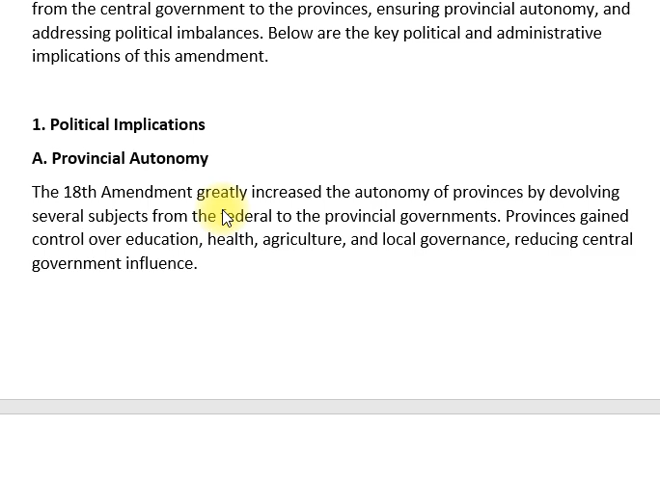 from the central government to the provinces, ensuring provincial autonomy, and
addressing political imbalances. Below are the key political and administrative
implications of this amendment.
1. Political Implications
A. Provincial Autonomy
The 18th Amendment greatly increased the autonomy of provinces by devolving
several subjects from the federal to the provincial governments. Provinces gained
control over education, health, agriculture, and local governance, reducing central
government influence.